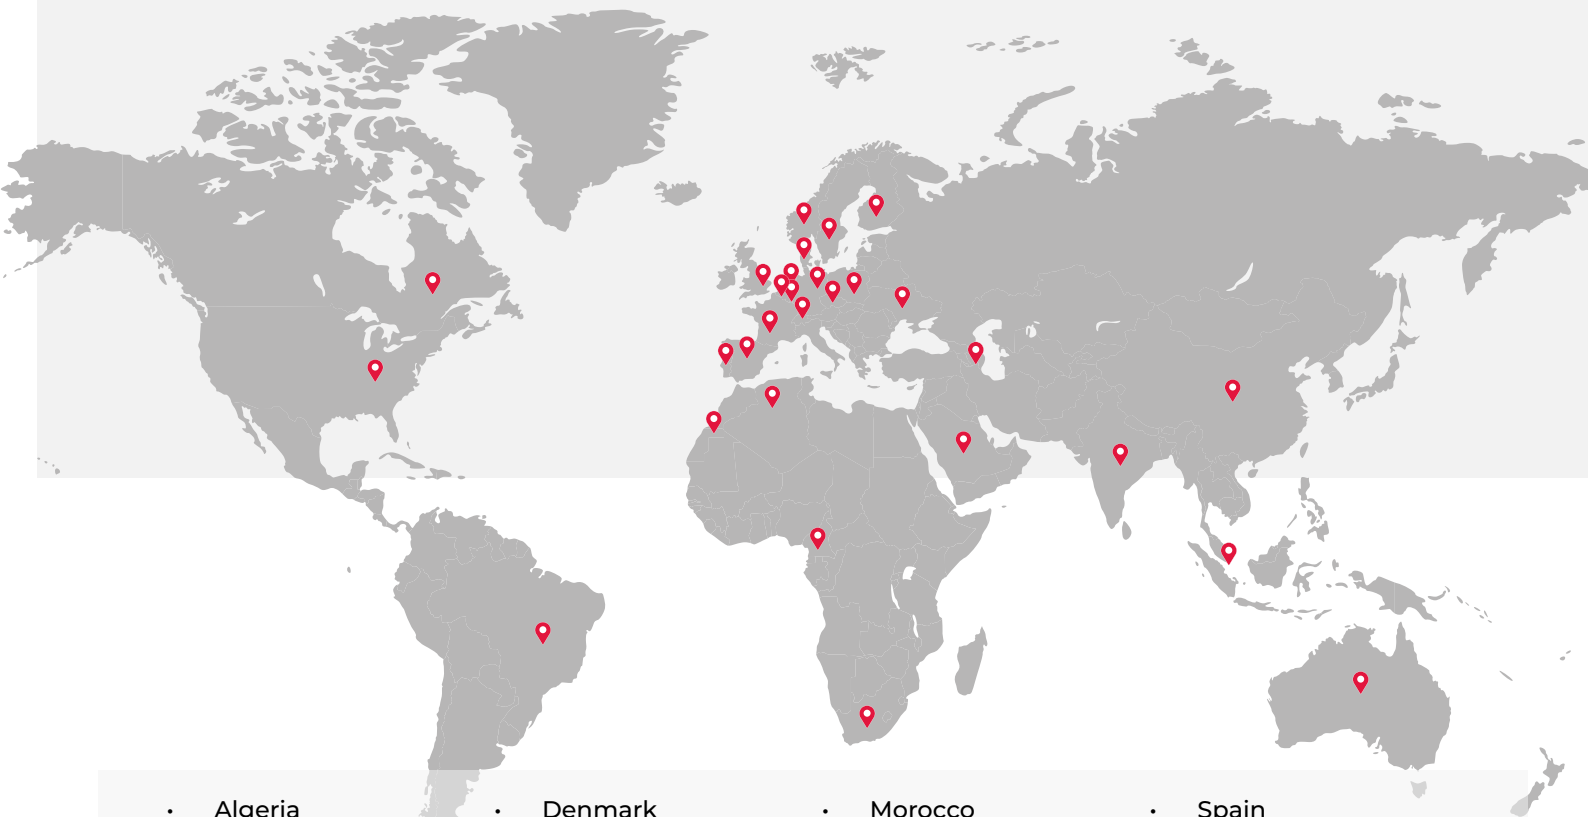 • Algeria • Denmark • Morocco • Spain